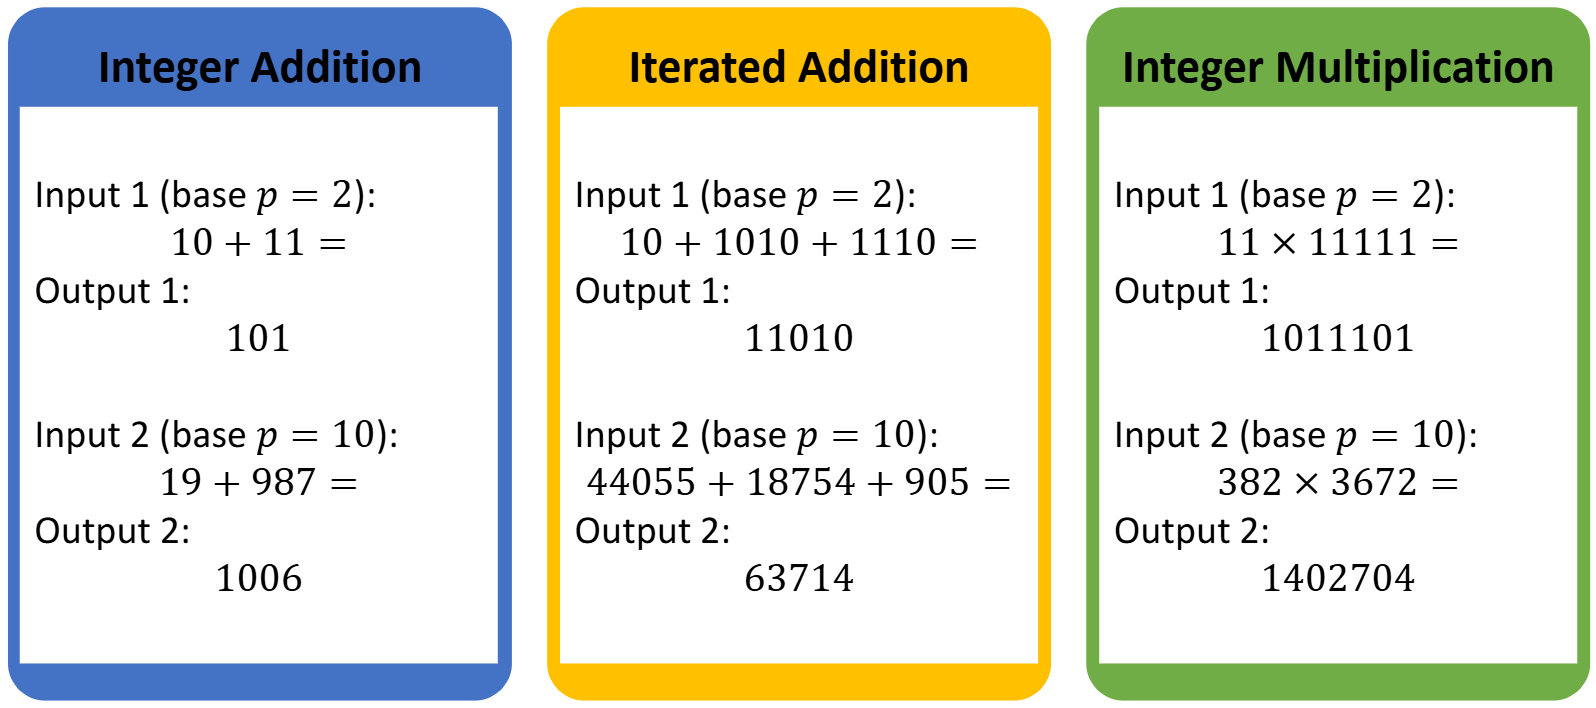 Integer Addition
Input 1 (base p = 2):
10 + 11 =
Output 1:
101
Input 2 (base p = 10):
19 + 987 =
Output 2:
1006
Iterated Addition
Input 1 (base p = 2):
10 + 1010 + 1110 =
Output 1:
11010
Input 2 (base p = 10):
44055 + 18754 + 905 =
Output 2:
63714
Integer Multiplication
Input 1 (base p = 2):
11 × 11111 =
Output 1:
1011101
Input 2 (base p = 10):
382 × 3672 =
Output 2:
1402704